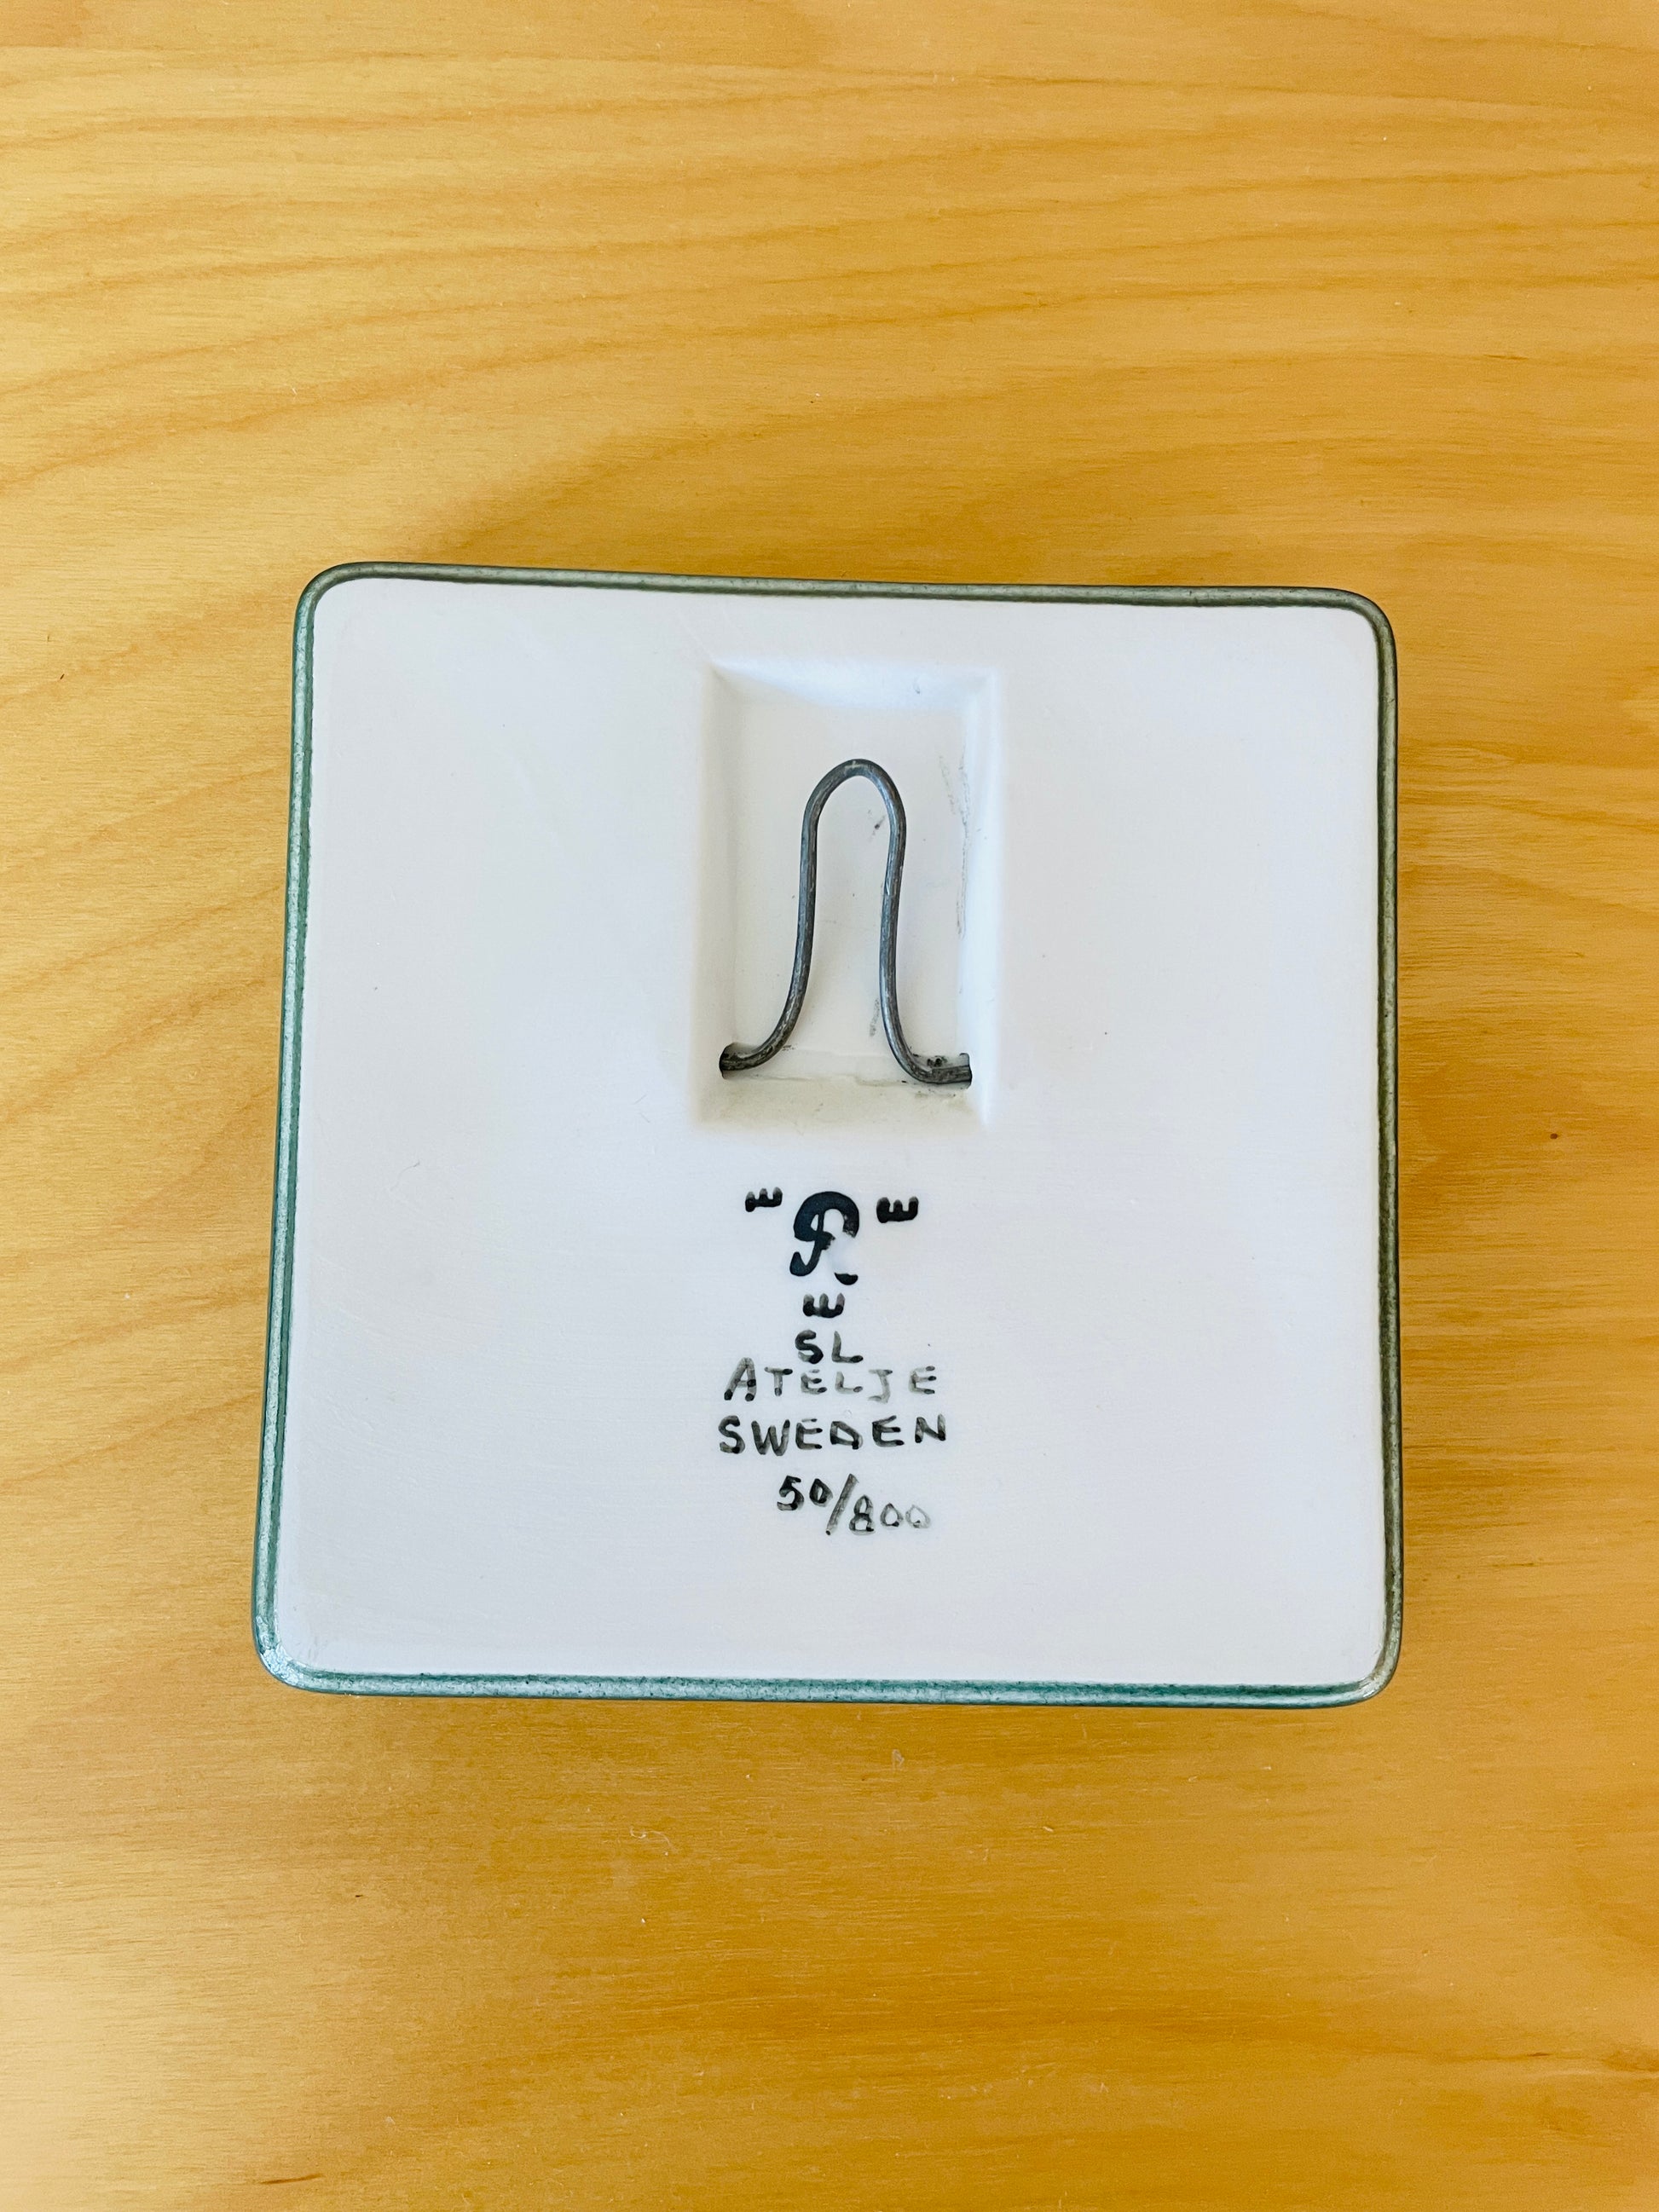 E R E
E
SL
ATELJE
SWEDEN
50/800